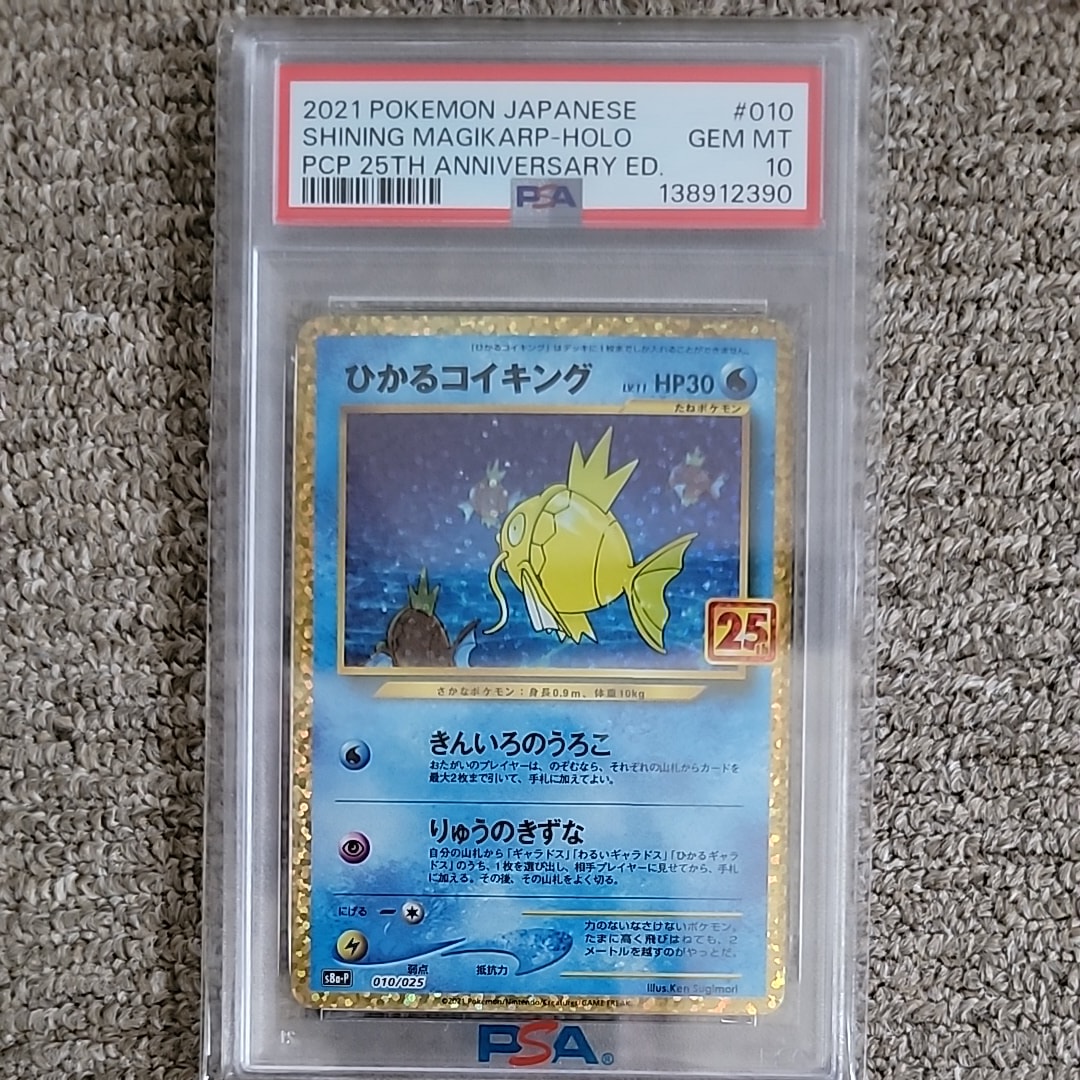 2021 POKEMON JAPANESE #010
SHINING MAGIKARP-HOLO GEM MT
PCP 25TH ANNIVERSARY ED. 10
PSA 138912390
「ひかるコイキング」はデッキに1枚までしか入れることができません。
ひかるコイキング LV.11 HP30
たねポケモン
25th
さかなポケモン：身長0.9m、体重10kg
きんいろのうろこ
おたがいのプレイヤーは、のぞむなら、それぞれの山札からカードを
最大2枚まで引いて、手札に加えてよい。
りゅうのきずな
自分の山札から「ギャラドス」「わるいギャラドス」「ひかるギャラ
ドス」のうち、1枚を選び出し、相手プレイヤーに見せてから、手札
に加える。その後、その山札をよく切る。
にげる
力のないなさけないポケモン。
たまに高く飛びはねても、2
メートルを越すのがやっとだ。
弱点 抵抗力
s8a-P 010/025
Illus.Ken Sugimori
©2021 Pokémon/Nintendo/Creatures/GAME FREAK.
PSA®